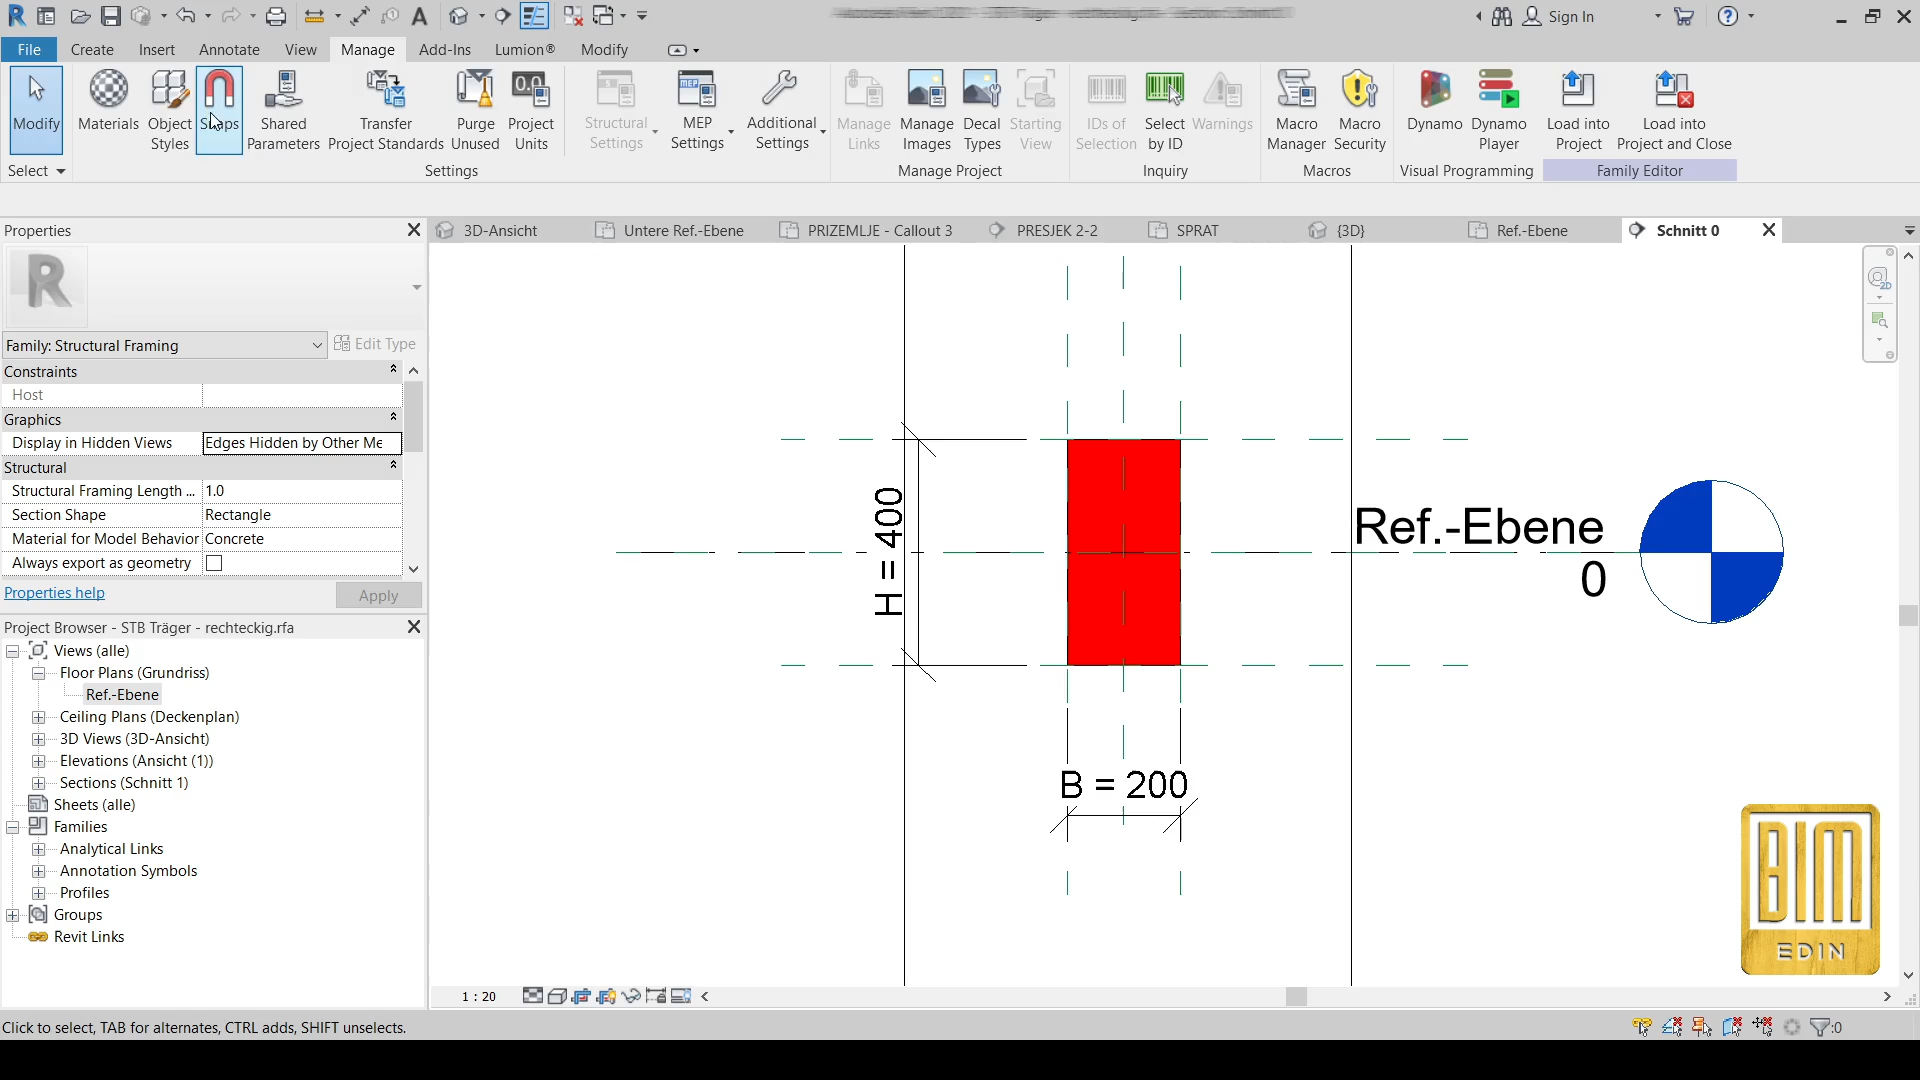 Sign In
File Create Insert Annotate View Manage Add-Ins Lumion® Modify
Modify
Materials
Object
Styles
Snaps
Shared
Parameters
Transfer
Project Standards
Purge
Unused
Project
Units
Structural
Settings
MEP
Settings
Additional
Settings
Manage
Links
Manage
Images
Decal
Types
Starting
View
IDs of
Selection
Select
by ID
Warnings
Macro
Manager
Macro
Security
Dynamo
Dynamo
Player
Load into
Project
Load into
Project and Close
Select Settings Manage Project Inquiry Macros Visual Programming Family Editor
Properties
3D-Ansicht Untere Ref.-Ebene PRIZEMLJE - Callout 3 PRESJEK 2-2 SPRAT {3D} Ref.-Ebene Schnitt 0
Family: Structural Framing
Edit Type
Constraints
Host
Graphics
Display in Hidden Views Edges Hidden by Other Me
Structural
Structural Framing Length ... 1.0
Section Shape Rectangle
Material for Model Behavior Concrete
Always export as geometry
Properties help
Apply
Project Browser - STB Träger - rechteckig.rfa
Views (alle)
Floor Plans (Grundriss)
Ref.-Ebene
Ceiling Plans (Deckenplan)
3D Views (3D-Ansicht)
Elevations (Ansicht (1))
Sections (Schnitt 1)
Sheets (alle)
Families
Analytical Links
Annotation Symbols
Profiles
Groups
Revit Links
H = 400
B = 200
Ref.-Ebene
0
2D
BIM
EDIN
1 : 20
Click to select, TAB for alternates, CTRL adds, SHIFT unselects.
:0